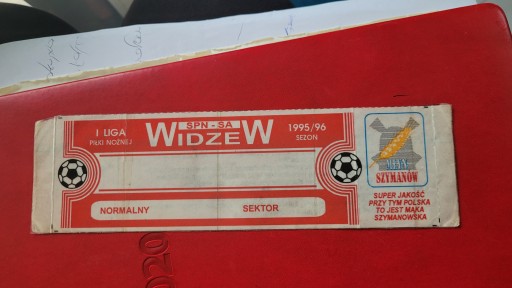 I LIGA
PIŁKI NOŻNEJ
SPN - SA
WIDZEW
1995/96
SEZON
NORMALNY
SEKTOR
SZYMANÓW
SUPER JAKOŚĆ
PRZY TYM POLSKA
TO JEST MĄKA
SZYMANOWSKA
2020